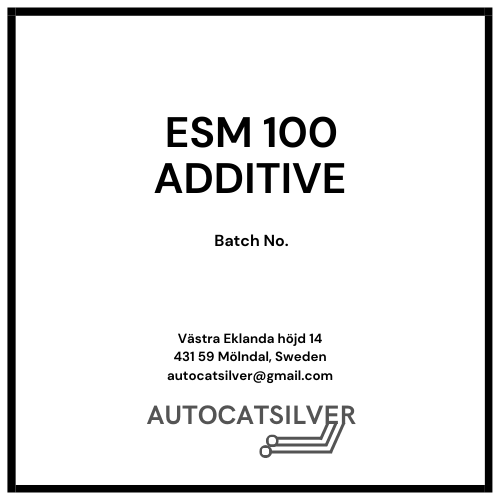 ESM 100
ADDITIVE
Batch No.
Västra Eklanda höjd 14
431 59 Mölndal, Sweden
autocatsilver@gmail.com
AUTOCATSILVER